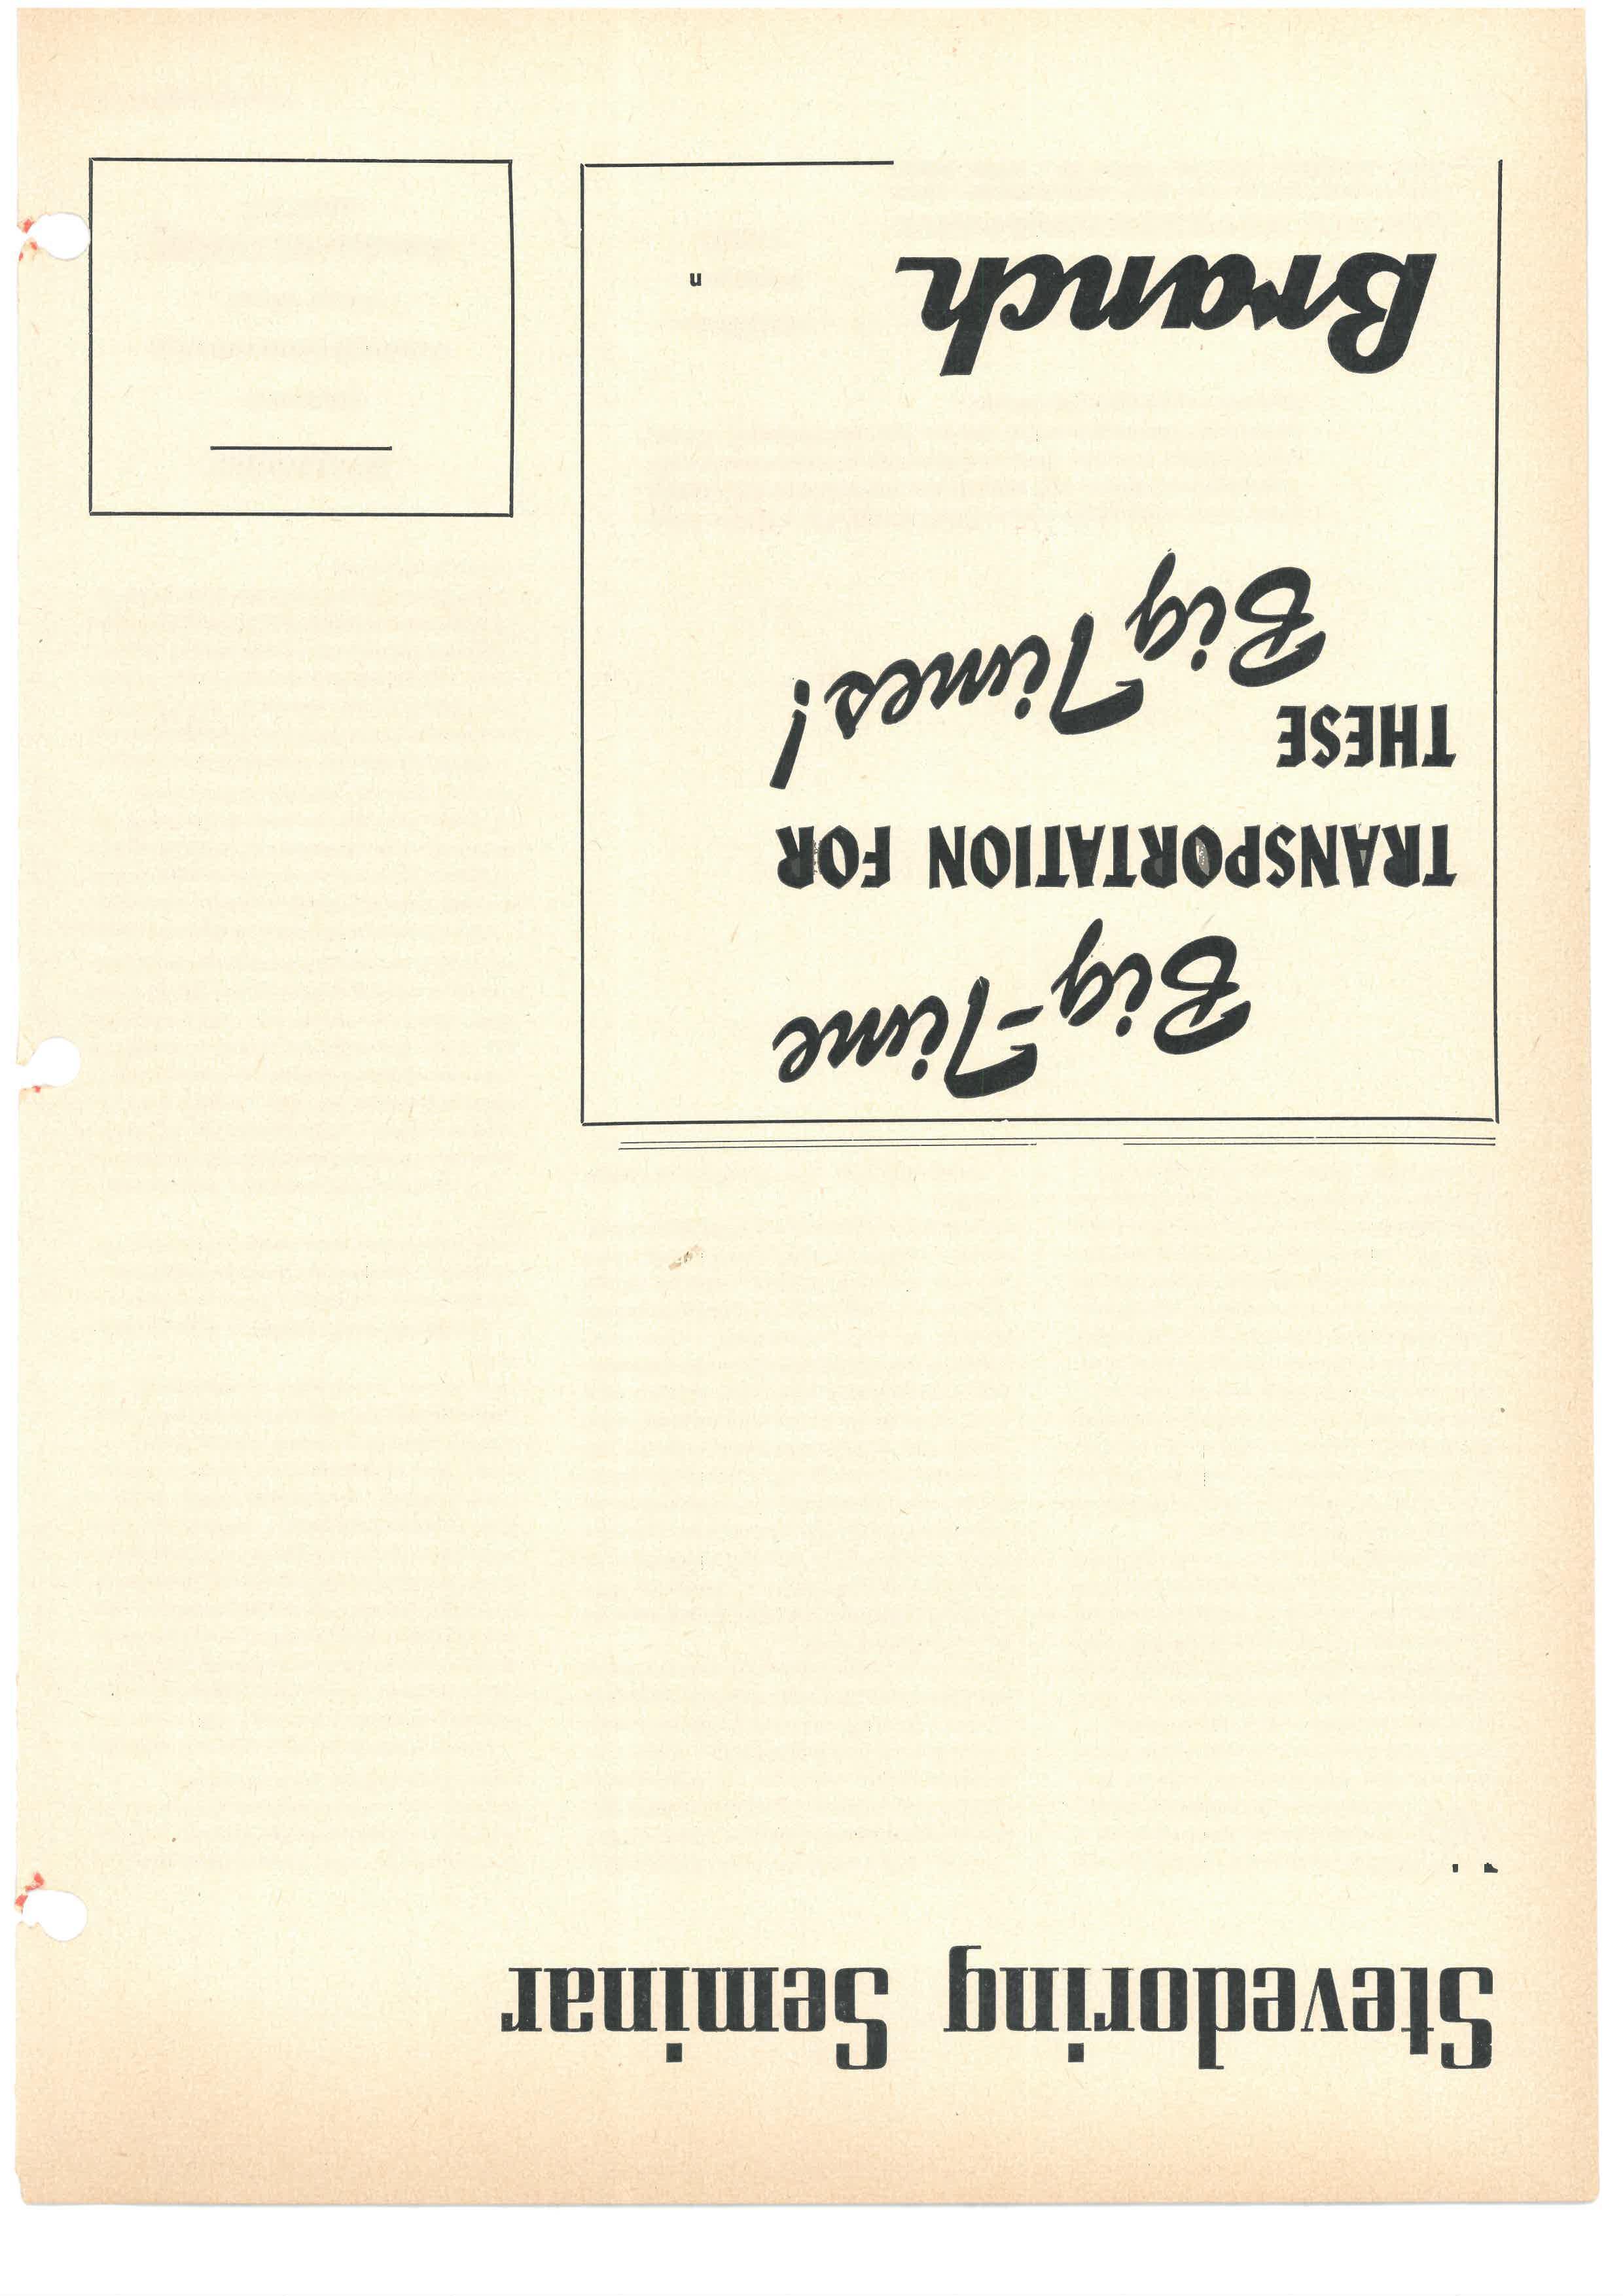 Stevedoring Seminar
Big-Time
TRANSPORTATION FOR
THESE
Big Times!
Branch
u